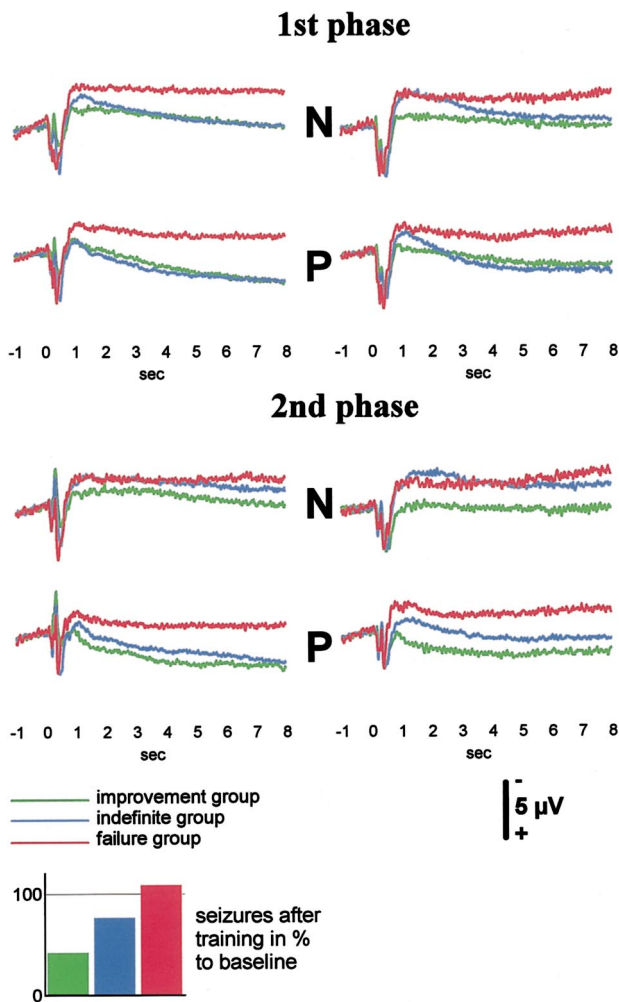 1st phase
N
P
-1 0 1 2 3 4 5 6 7 8 -1 0 1 2 3 4 5 6 7 8
sec sec
2nd phase
N
P
-1 0 1 2 3 4 5 6 7 8 -1 0 1 2 3 4 5 6 7 8
sec sec
improvement group
indefinite group
failure group
-
5 µV
+
100
0
seizures after
training in %
to baseline